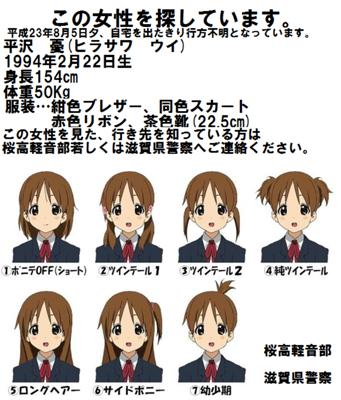 この女性を探しています。
平成23年8月5日夕、自宅を出たきり行方不明となっています。
平沢 憂(ヒラサワ ウイ)
1994年2月22日生
身長154cm
体重50Kg
服装…紺色ブレザー、同色スカート
赤色リボン、茶色靴(22.5cm)
この女性を見た、行き先を知っている方は
桜高軽音部若しくは滋賀県警察へご連絡ください。
①ポニテOFF(ショート)
②ツインテール1
③ツインテール2
④純ツインテール
⑤ロングヘアー
⑥サイドポニー
⑦幼少期
桜高軽音部
滋賀県警察